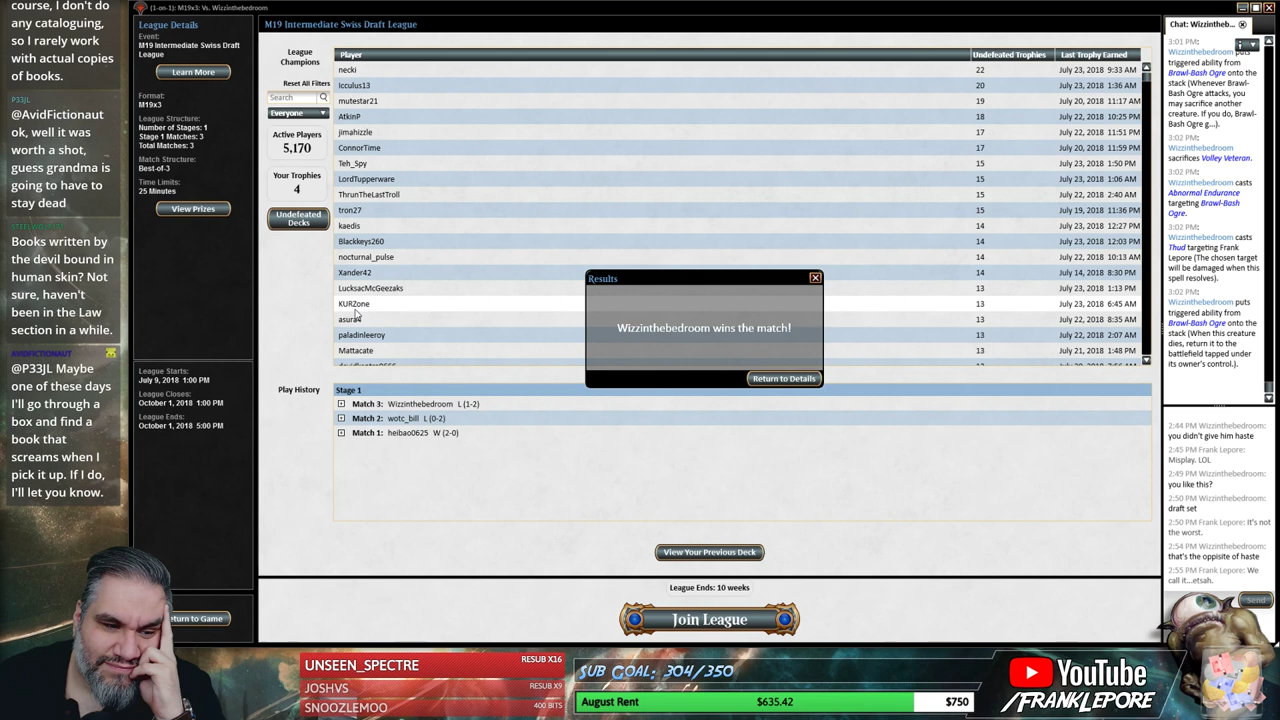 course, I don't do
any cataloguing,
so I rarely work
with actual copies
of books.
P33JL
@AvidFictionaut
ok, well it was
worth a shot,
guess grandma is
going to have to
stay dead
Books written by
the devil bound in
human skin? Not
sure, haven't
been in the Law
section in a while.
AVIDFICTIONAUT
@P33JL Maybe
one of these days
I'll go through a
box and find a
book that
screams when I
pick it up. If I do,
I'll let you know.
(1-on-1): M19x3: Vs. Wizzinthebedroom
League Details
Event:
M19 Intermediate Swiss Draft
League
Learn More
Format:
M19x3
League Structure:
Number of Stages: 1
Stage 1 Matches: 3
Total Matches: 3
Match Structure:
Best-of-3
Time Limits:
25 Minutes
View Prizes
League Starts:
July 9, 2018 1:00 PM
League Closes:
October 1, 2018 1:00 PM
League Ends:
October 1, 2018 5:00 PM
eturn to Game
M19 Intermediate Swiss Draft League
League
Champions
Reset All Filters
Search
Everyone
Active Players
5,170
Your Trophies
4
Undefeated
Decks
Player Undefeated Trophies Last Trophy Earned
necki 22 July 23, 2018 9:33 AM
Icculus13 20 July 23, 2018 1:36 AM
mutestar21 19 July 20, 2018 11:17 AM
AtkinP 18 July 22, 2018 10:25 PM
jimahizzle 17 July 22, 2018 11:51 PM
ConnorTime 17 July 20, 2018 11:59 PM
Teh_Spy 15 July 23, 2018 1:50 PM
LordTupperware 15 July 19, 2018 1:06 AM
ThrunTheLastTroll 15 July 22, 2018 2:40 AM
tron27 15 July 19, 2018 11:36 PM
kaedis 14 July 23, 2018 12:27 PM
Blackkeys260 14 July 23, 2018 12:03 PM
nocturnal_pulse 14 July 22, 2018 10:13 AM
Xander42 14 July 14, 2018 8:30 PM
LucksacMcGeezaks 13 July 23, 2018 1:13 PM
KURZone 13 July 23, 2018 6:45 AM
asura4 13 July 22, 2018 8:35 AM
paladinleeroy 13 July 22, 2018 2:07 AM
Mattacate 13 July 21, 2018 1:48 PM
Results
Wizzinthebedroom wins the match!
Return to Details
Play History
Stage 1
Match 3: Wizzinthebedroom L (1-2)
Match 2: wotc_bill L (0-2)
Match 1: heibao0625 W (2-0)
View Your Previous Deck
League Ends: 10 weeks
Join League
Chat: Wizzintheb...
3:01 PM:
Wizzinthebedroom puts
triggered ability from
Brawl-Bash Ogre onto the
stack (Whenever Brawl-
Bash Ogre attacks, you
may sacrifice another
creature. If you do, Brawl-
Bash Ogre g...).
3:02 PM:
Wizzinthebedroom
sacrifices Volley Veteran.
3:02 PM:
Wizzinthebedroom casts
Abnormal Endurance
targeting Brawl-Bash
Ogre.
3:02 PM:
Wizzinthebedroom casts
Thud targeting Frank
Lepore (The chosen target
will be damaged when this
spell resolves).
3:02 PM:
Wizzinthebedroom puts
triggered ability from
Brawl-Bash Ogre onto the
stack (When this creature
dies, return it to the
battlefield tapped under
its owner's control.).
2:44 PM Wizzinthebedroom:
you didn't give him haste
2:45 PM Frank Lepore:
Misplay. LOL
2:49 PM Wizzinthebedroom:
you like this?
2:50 PM Wizzinthebedroom:
draft set
2:50 PM Frank Lepore: It's not
the worst.
2:54 PM Wizzinthebedroom:
that's the oppisite of haste
2:55 PM Frank Lepore: We
call it...etsah.
Send
UNSEEN_SPECTRE RESUB X16
JOSHVS RESUB X9
SNOOZLEMOO 400 BITS
SUB GOAL: 304/350
August Rent $635.42 $750
YouTube
/FRANKLEPORE